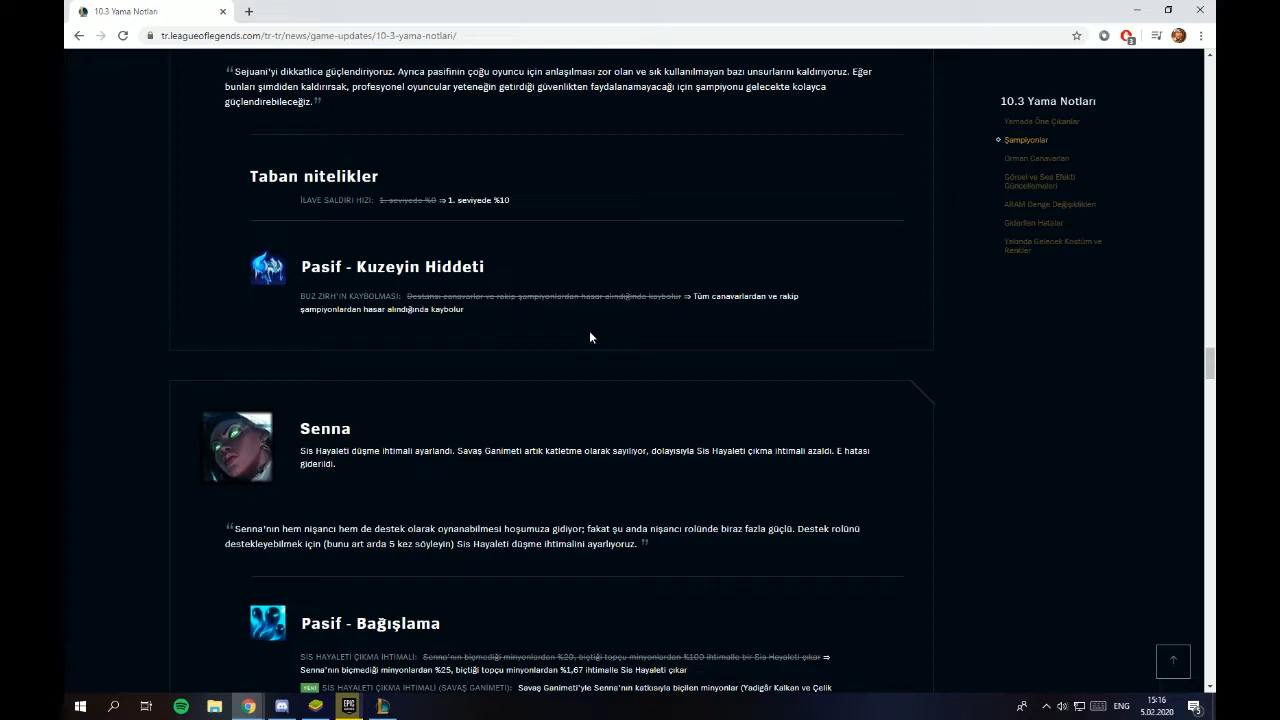 10.3 Yama Notları
tr.leagueoflegends.com/tr-tr/news/game-updates/10-3-yama-notlari/
3
“Sejuani'yi dikkatlice güçlendiriyoruz. Ayrıca pasifinin çoğu oyuncu için anlaşılması zor olan ve sık kullanılmayan bazı unsurlarını kaldırıyoruz. Eğer
bunları şimdiden kaldırırsak, profesyonel oyuncular yeteneğin getirdiği güvenlikten faydalanamayacağı için şampiyonu gelecekte kolayca
güçlendirebileceğiz.”
Taban nitelikler
İLAVE SALDIRI HIZI: 1. seviyede %0 ⇒ 1. seviyede %10
Pasif - Kuzeyin Hiddeti
BUZ ZIRH'IN KAYBOLMASI: Destansı canavarlar ve rakip şampiyonlardan hasar alındığında kaybolur ⇒ Tüm canavarlardan ve rakip
şampiyonlardan hasar alındığında kaybolur
Senna
Sis Hayaleti düşme ihtimali ayarlandı. Savaş Ganimeti artık katletme olarak sayılıyor, dolayısıyla Sis Hayaleti çıkma ihtimali azaldı. E hatası
giderildi.
“Senna'nın hem nişancı hem de destek olarak oynanabilmesi hoşumuza gidiyor; fakat şu anda nişancı rolünde biraz fazla güçlü. Destek rolünü
destekleyebilmek için (bunu art arda 5 kez söyleyin) Sis Hayaleti düşme ihtimalini ayarlıyoruz. ”
Pasif - Bağışlama
SİS HAYALETİ ÇIKMA İHTİMALİ: Senna'nın biçmediği minyonlardan %20, biçtiği topçu minyonlardan %100 ihtimalle bir Sis Hayaleti çıkar ⇒
Senna'nın biçmediği minyonlardan %25, biçtiği topçu minyonlardan %1,67 ihtimalle Sis Hayaleti çıkar
YENİ SİS HAYALETİ ÇIKMA İHTİMALİ (SAVAŞ GANİMETİ): Savaş Ganimeti'yle Senna'nın katkısıyla biçilen minyonlar (Yadigâr Kalkan ve Çelik
10.3 Yama Notları
Yamada Öne Çıkanlar
Şampiyonlar
Orman Canavarları
Görsel ve Ses Efekti
Güncellemeleri
ARAM Denge Değişiklikleri
Giderilen Hatalar
Yakında Gelecek Kostüm ve
Renkler
EPIC
GAMES
ENG
15:16
5.02.2020